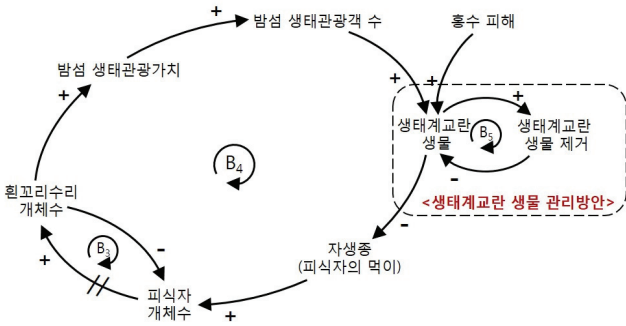 밤섬 생태관광객 수
홍수 피해
밤섬 생태관광가치
+
+
+
+
+
생태계교란
생물
B5
생태계교란
생물 제거
-
<생태계교란 생물 관리방안>
B4
흰꼬리수리
개체수
-
B3
+
-
자생종
(피식자의 먹이)
피식자
개체수
+